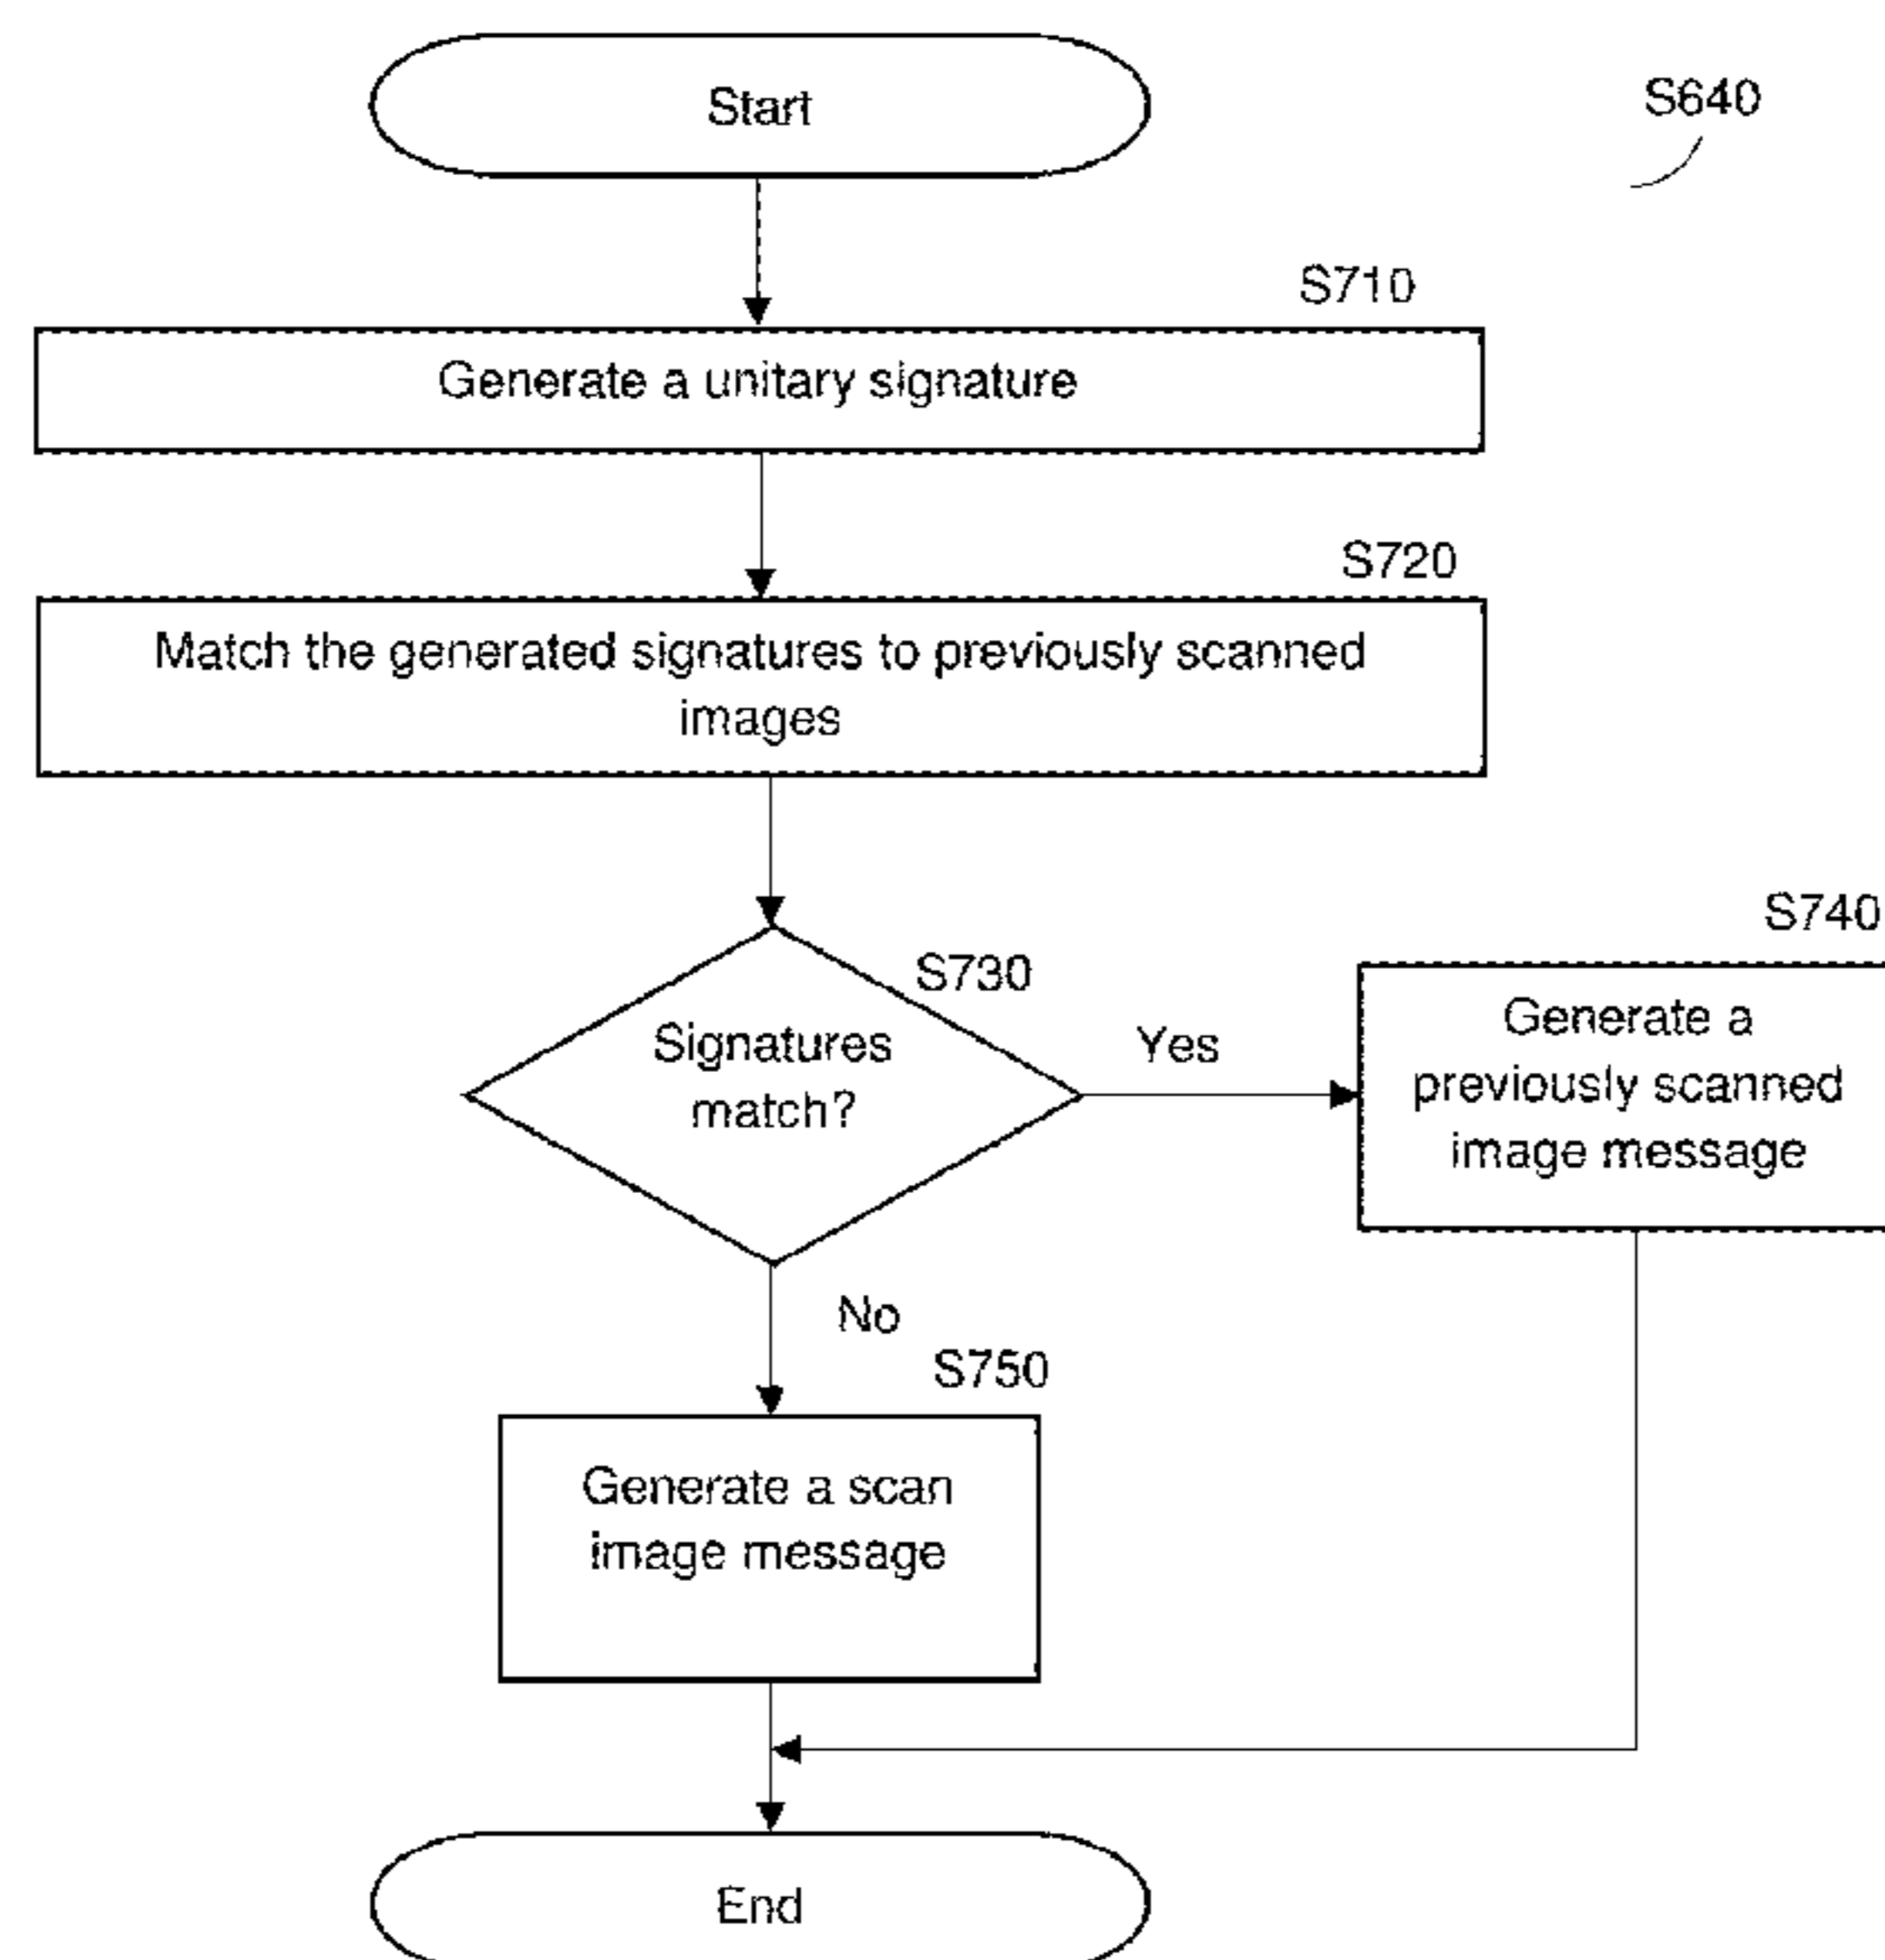 Start
S640
S710
Generate a unitary signature
S720
Match the generated signatures to previously scanned
images
S730
Signatures
match?
Yes
S740
Generate a
previously scanned
image message
No
S750
Generate a scan
image message
End